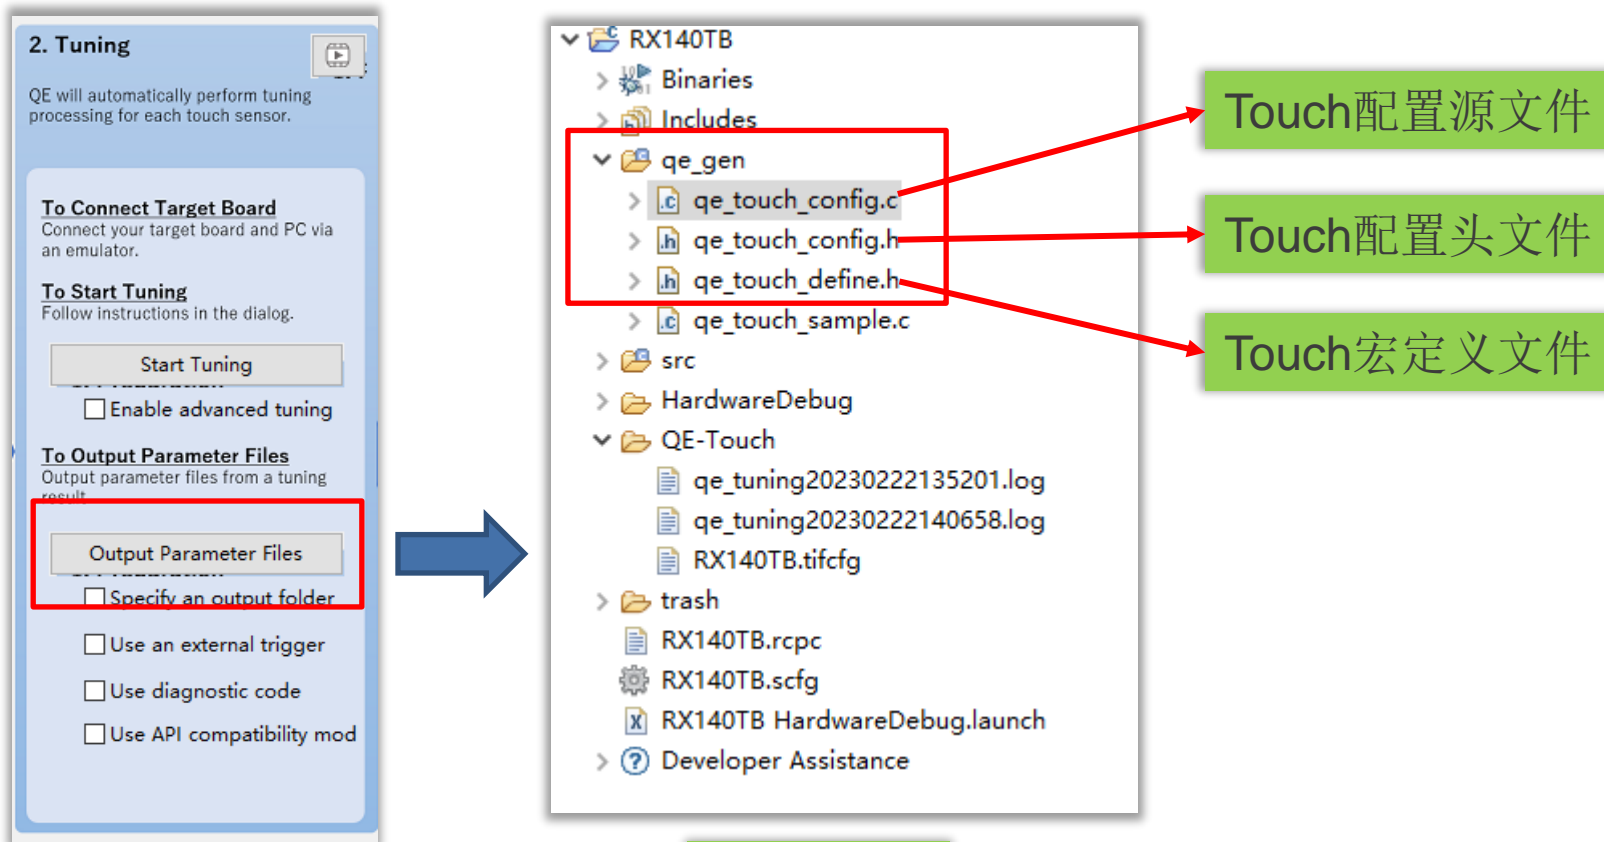 2. Tuning
QE will automatically perform tuning
processing for each touch sensor.
To Connect Target Board
Connect your target board and PC via
an emulator.
To Start Tuning
Follow instructions in the dialog.
Start Tuning
Enable advanced tuning
To Output Parameter Files
Output parameter files from a tuning
result
Output Parameter Files
Specify an output folder
Use an external trigger
Use diagnostic code
Use API compatibility mod
RX140TB
Binaries
Includes
qe_gen
qe_touch_config.c
qe_touch_config.h
qe_touch_define.h
qe_touch_sample.c
src
HardwareDebug
QE-Touch
qe_tuning20230222135201.log
qe_tuning20230222140658.log
RX140TB.tifcfg
trash
RX140TB.rcpc
RX140TB.scfg
RX140TB HardwareDebug.launch
Developer Assistance
Touch配置源文件
Touch配置头文件
Touch宏定义文件